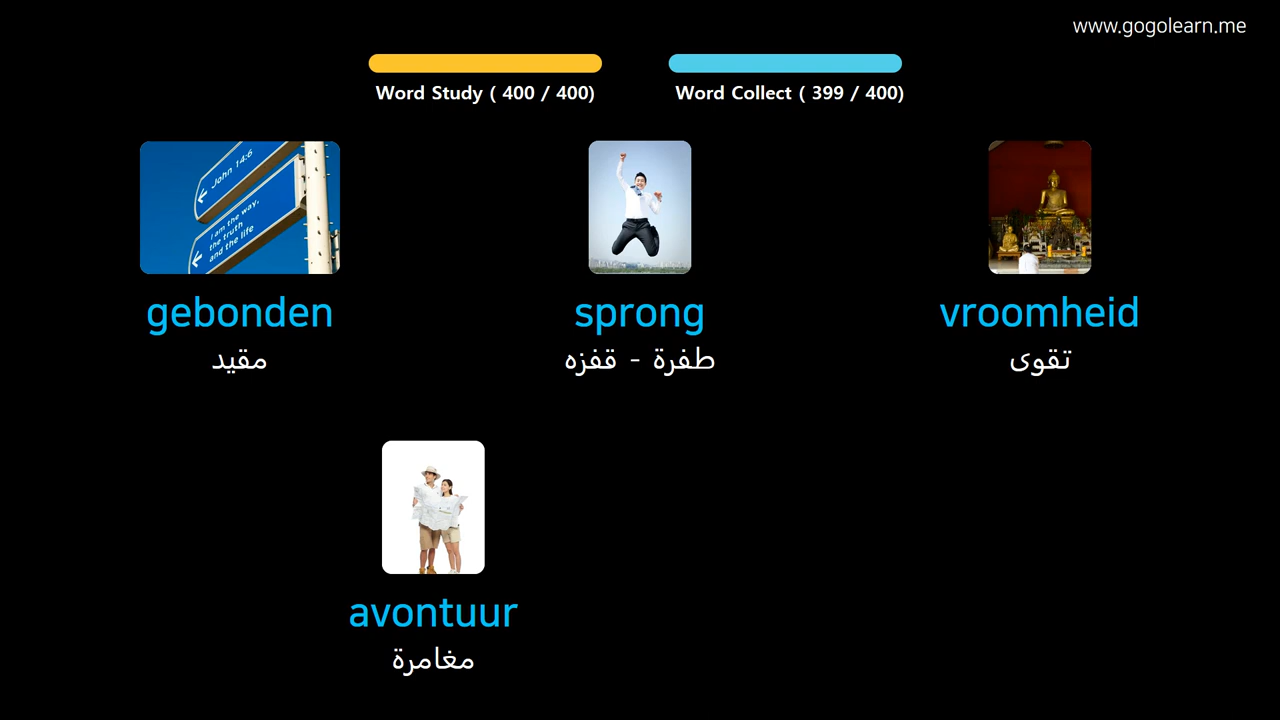 www.gogolearn.me
Word Study ( 400 / 400)
Word Collect ( 399 / 400)
John 14:6
I am the way,
the truth
and the life
gebonden
مقيد
sprong
طفرة - قفزه
vroomheid
تقوى
avontuur
مغامرة